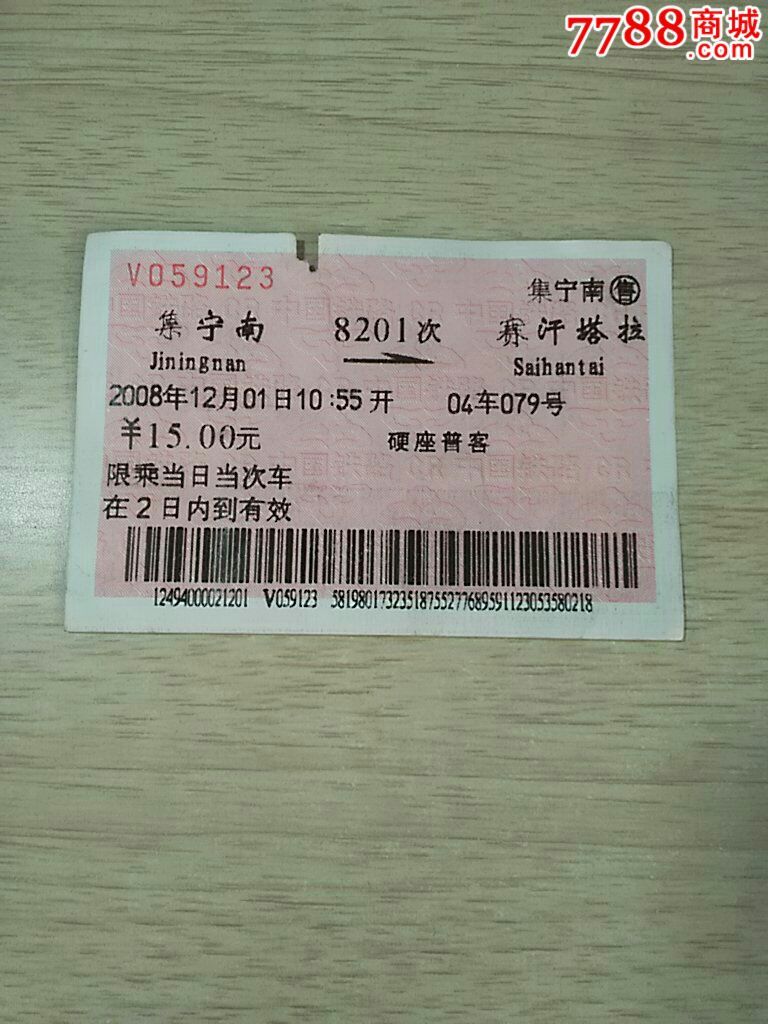 7788商城
.com
V059123
集宁南售
集宁南 8201次 赛汗塔拉
Jiningnan Saihantai
2008年12月01日10:55开 04车079号
¥15.00元 硬座普客
限乘当日当次车
在2日内到有效
12494000021201 V059123 58198017323518755277689591123053580218